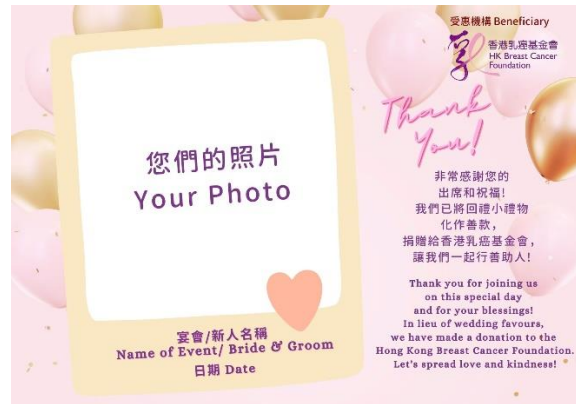 受惠機構 Beneficiary
香港乳癌基金會
HK Breast Cancer
Foundation
Thank
You!
您們的照片
Your Photo
非常感謝您的
出席和祝福!
我們已將回禮小禮物
化作善款，
捐贈給香港乳癌基金會，
讓我們一起行善助人!
Thank you for joining us
on this special day
and for your blessings!
In lieu of wedding favours,
we have made a donation to the
Hong Kong Breast Cancer Foundation.
Let's spread love and kindness!
宴會/新人名稱
Name of Event/ Bride & Groom
日期 Date